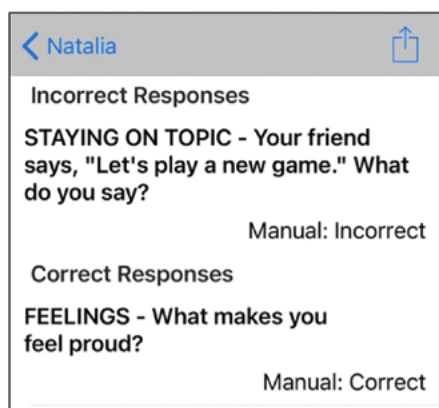 Natalia
Incorrect Responses
STAYING ON TOPIC - Your friend
says, "Let's play a new game." What
do you say?
Manual: Incorrect
Correct Responses
FEELINGS - What makes you
feel proud?
Manual: Correct